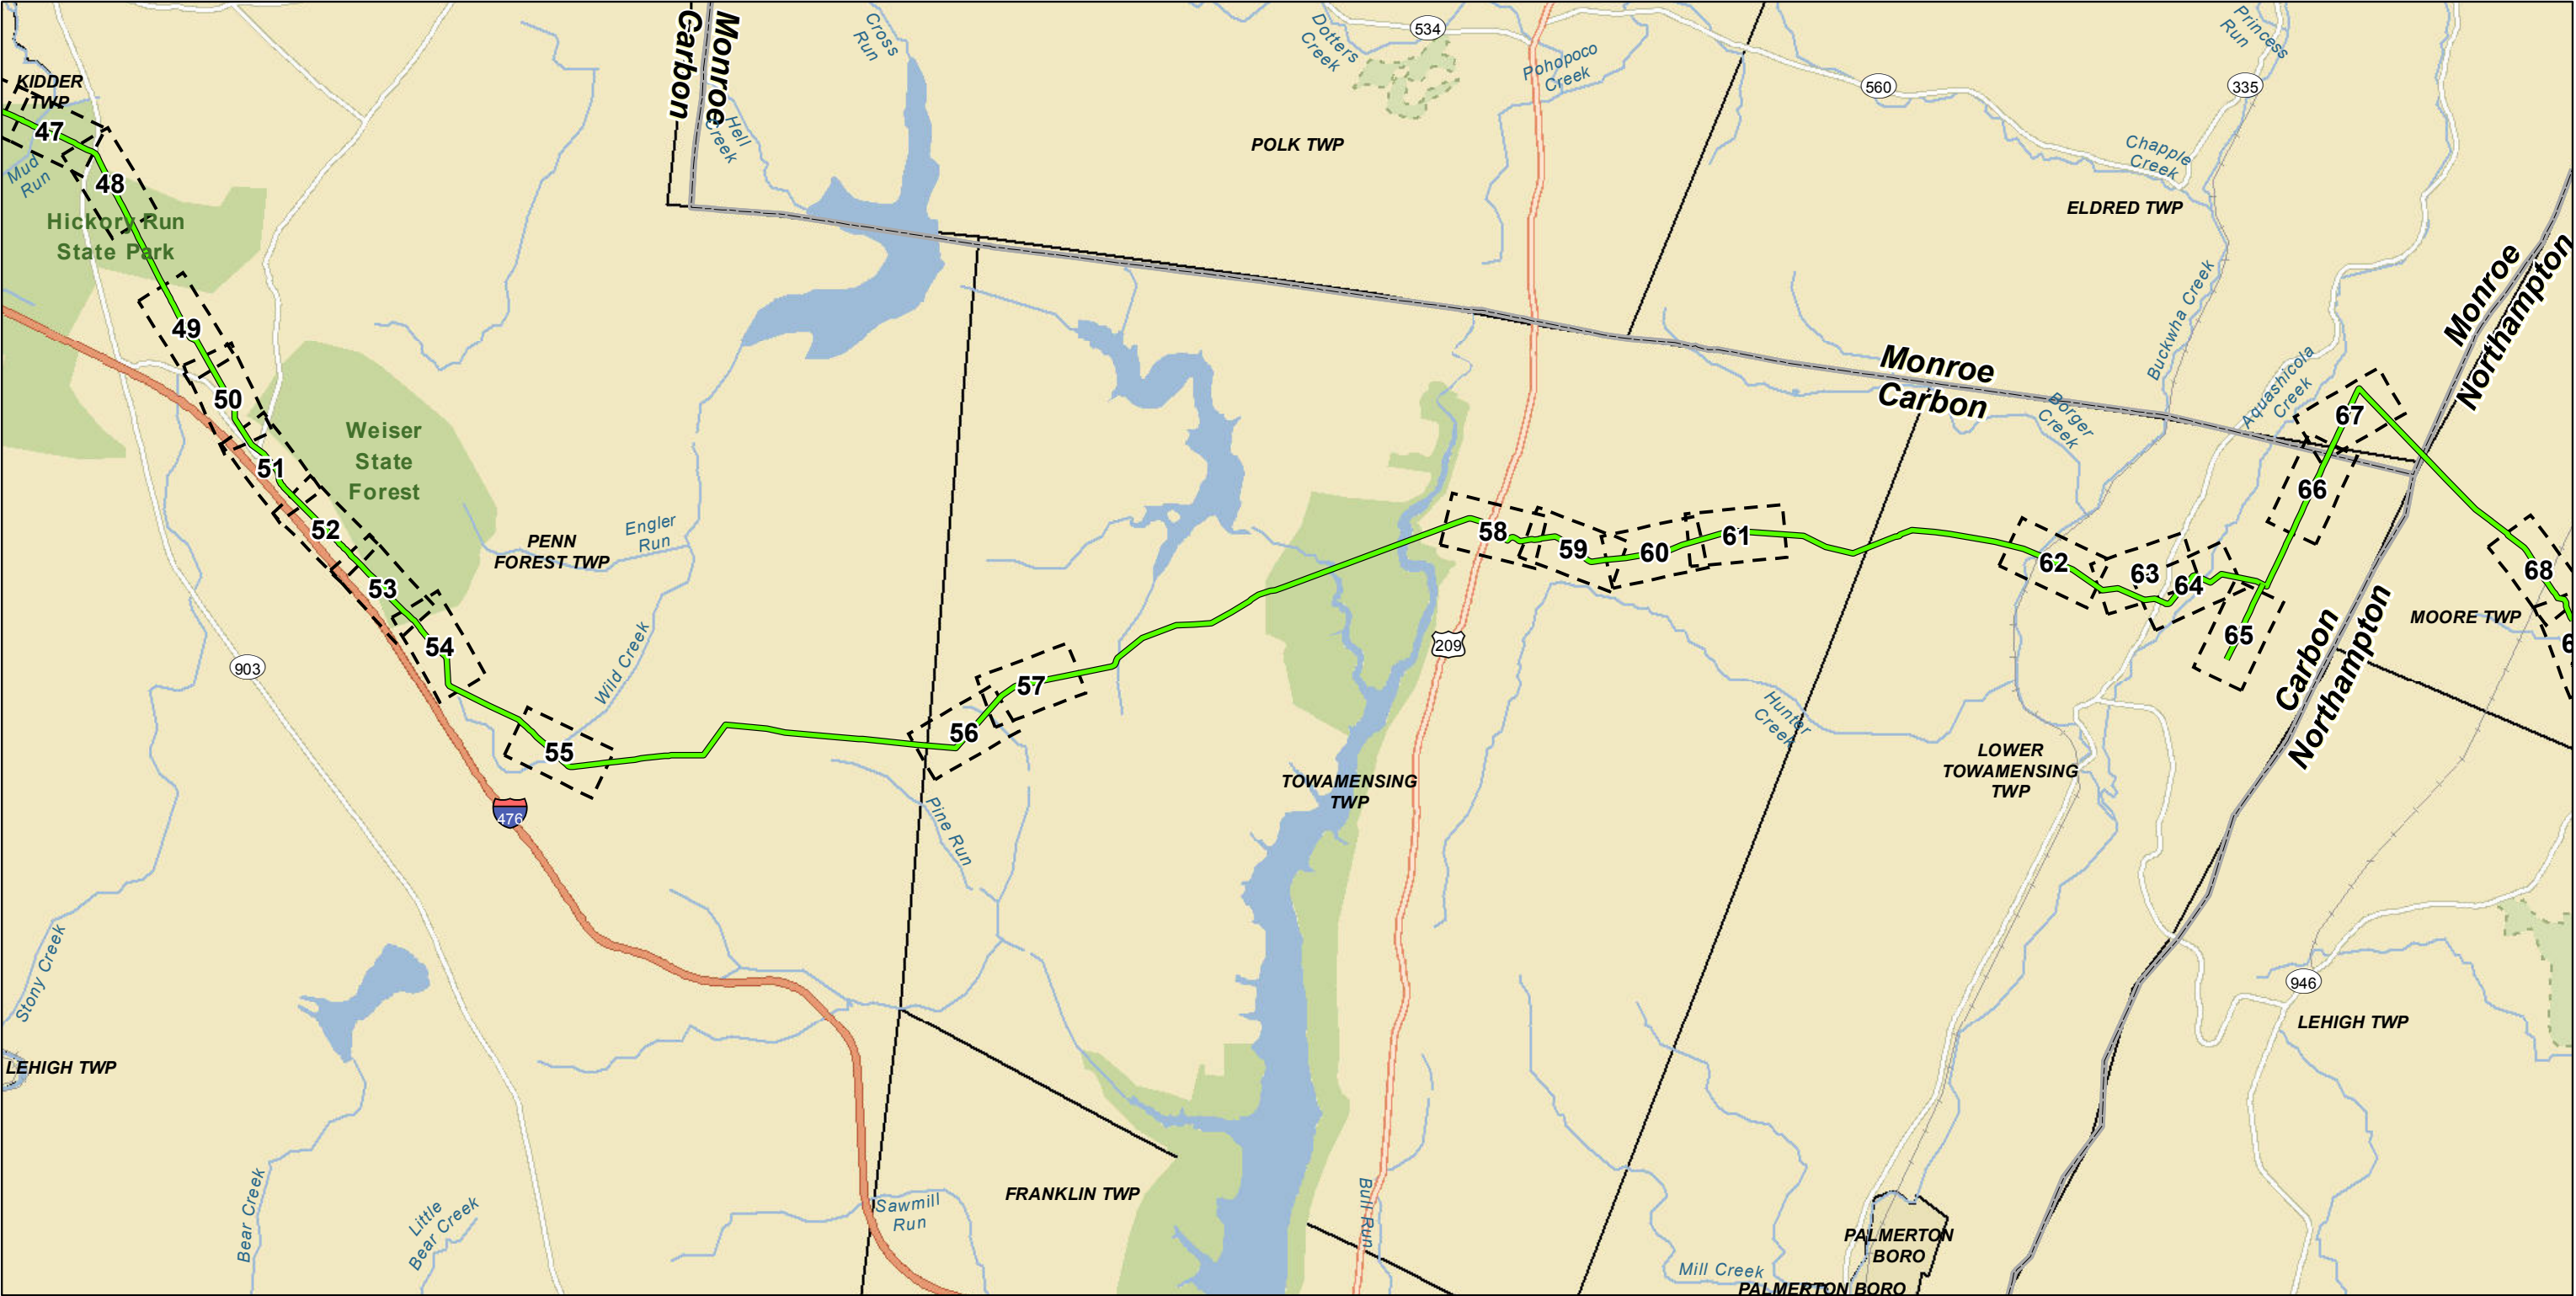 Carbon
Monroe
Cross
Run
Dotters
Creek
534
Pohopoco
Creek
Princess
Run
560
335
KIDDER
TWP
47
Mud
Run
48
Hell
Creek
POLK TWP
Chapple
Creek
ELDRED TWP
Hickory Run
State Park
Monroe
Northampton
49
Buckwha Creek
50
Monroe
Carbon
Borger
Creek
Aquashicola
Creek
67
Weiser
State
Forest
51
66
52
PENN
FOREST TWP
Engler
Run
58
59
60
61
62
63
64
68
53
54
Wild Creek
65
MOORE TWP
6
903
209
Carbon
Northampton
57
56
55
Hunter
Creek
LOWER
TOWAMENSING
TWP
TOWAMENSING
TWP
476
Pine Run
Stony Creek
946
LEHIGH TWP
LEHIGH TWP
Bear Creek
Little
Bear Creek
Sawmill
Run
FRANKLIN TWP
Bull Run
PALMERTON
BORO
Mill Creek
PALMERTON BORO